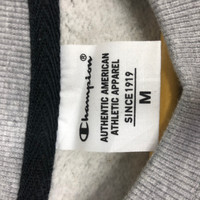 Champion
AUTHENTIC AMERICAN
ATHLETIC APPAREL
SINCE 1919
M